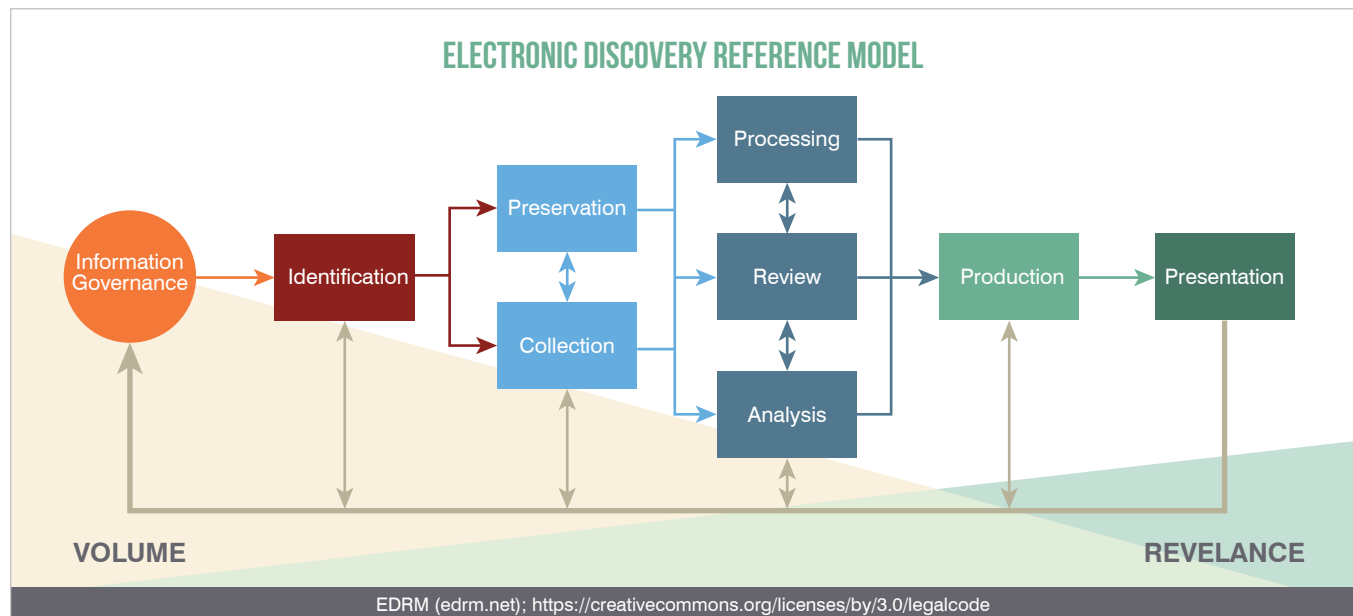 ELECTRONIC DISCOVERY REFERENCE MODEL
Information
Governance
Identification
Preservation
Collection
Processing
Review
Analysis
Production
Presentation
VOLUME
REVELANCE
EDRM (edrm.net); https://creativecommons.org/licenses/by/3.0/legalcode